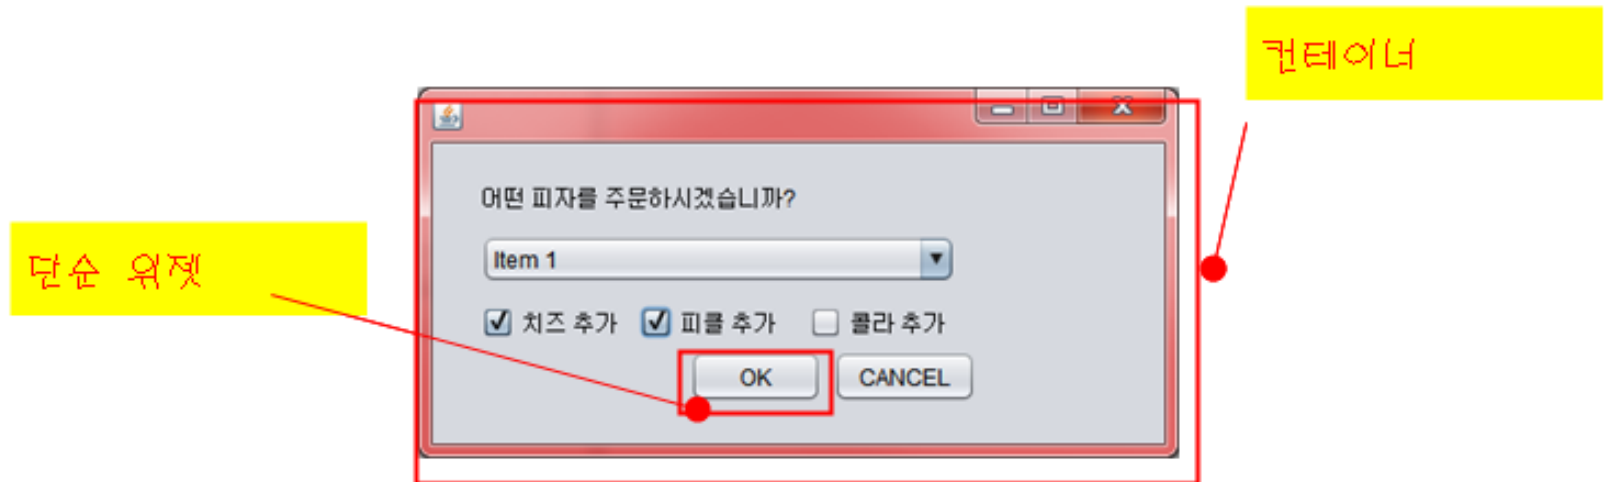 컨테이너
어떤 피자를 주문하시겠습니까?
단순 위젯
Item 1
치즈 추가 피클 추가 콜라 추가
OK CANCEL